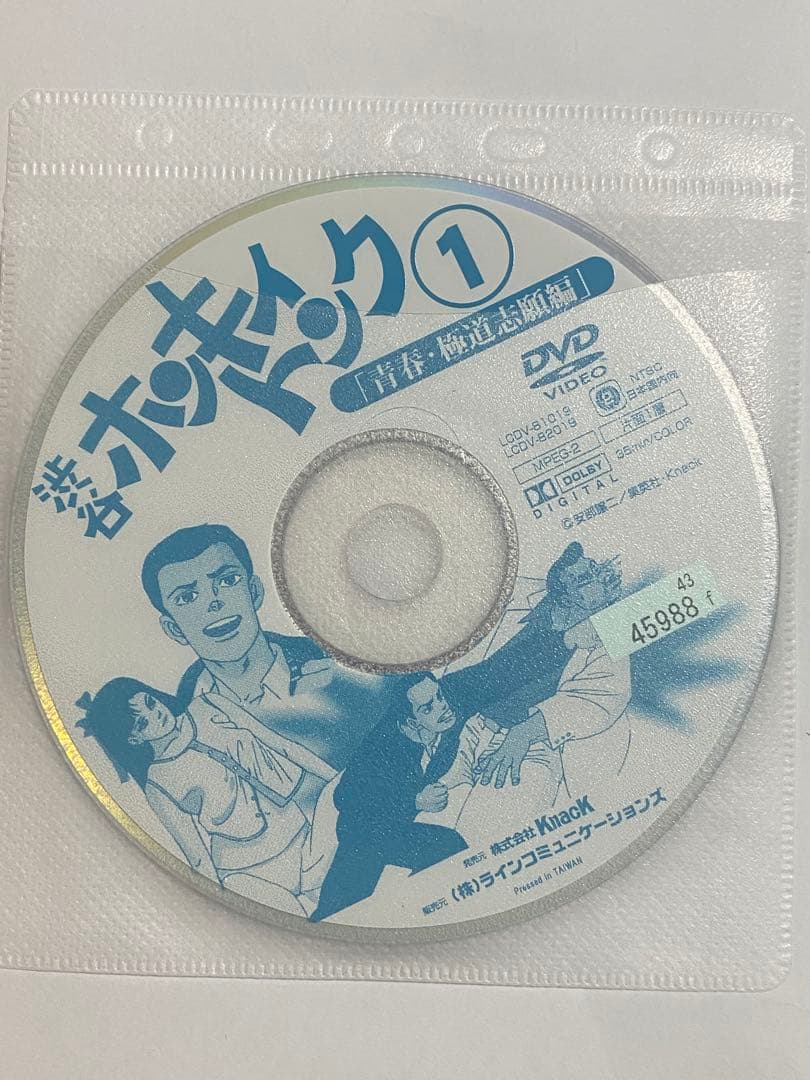 渋谷ホンキィトンク①
「青春・極道志願編」
DVD
VIDEO
LCDV-81019
LCDV-82019
NTSC
日本国内向
MPEG-2
片面1層
DOLBY
DIGITAL
35min/COLOR
©安部譲二/集英社・Knack
43
45988 f
発売元 株式会社 KnacK
販売元 (株)ラインコミュニケーションズ
Pressed in TAIWAN